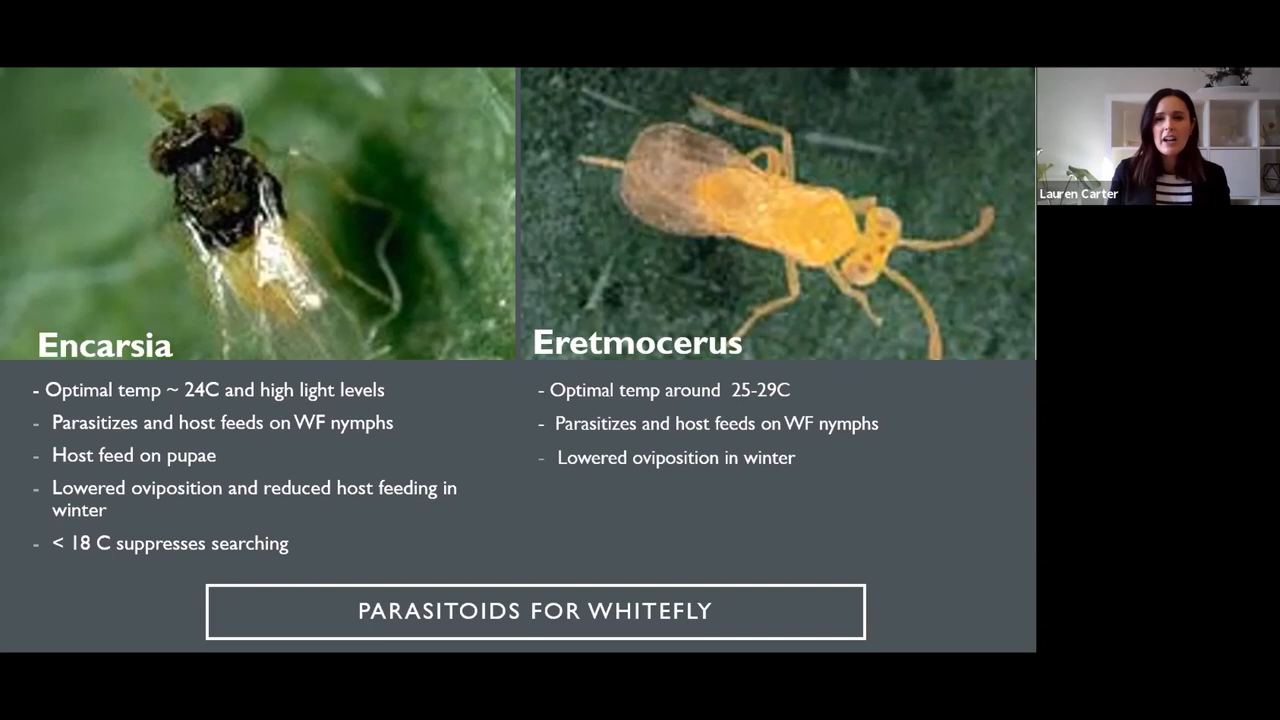 Lauren Carter
Encarsia
- Optimal temp ~ 24C and high light levels
- Parasitizes and host feeds on WF nymphs
- Host feed on pupae
- Lowered oviposition and reduced host feeding in
winter
- < 18 C suppresses searching
Eretmocerus
- Optimal temp around 25-29C
- Parasitizes and host feeds on WF nymphs
- Lowered oviposition in winter
PARASITOIDS FOR WHITEFLY